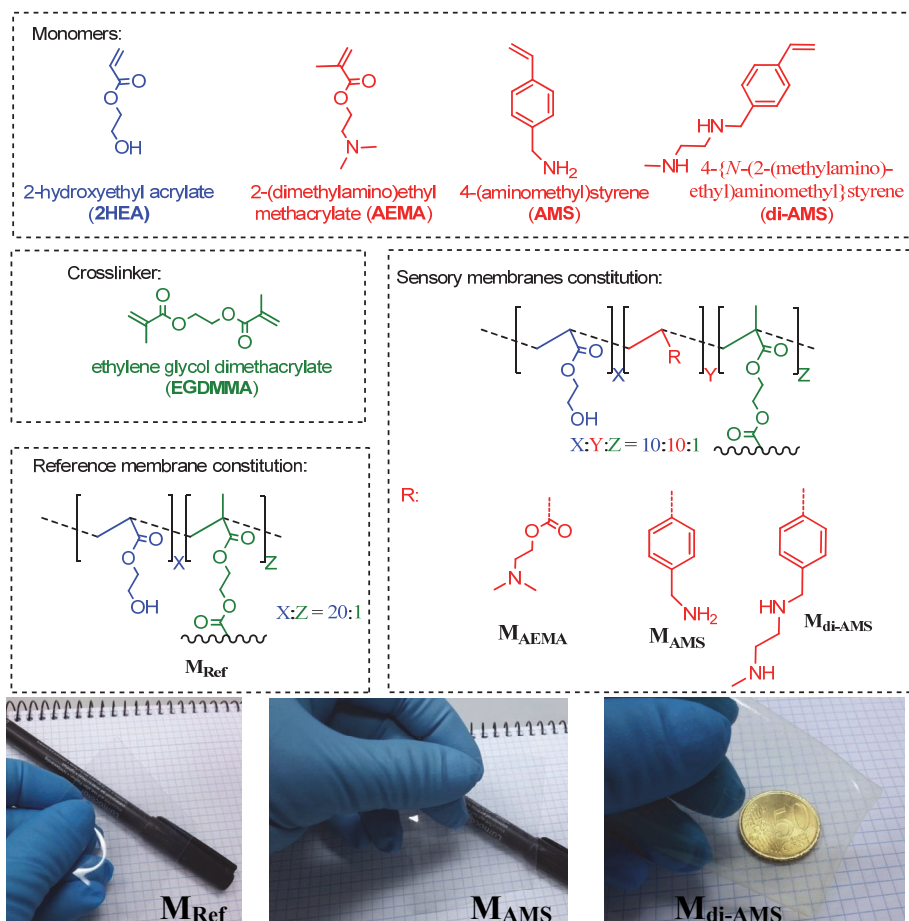 Monomers:
O
O
OH
2-hydroxyethyl acrylate
(2HEA)
O
O
N
2-(dimethylamino)ethyl
methacrylate (AEMA)
NH2
4-(aminomethyl)styrene
(AMS)
HN
NH
4-{N-(2-(methylamino)-
ethyl)aminomethyl}styrene
(di-AMS)
Crosslinker:
O
O
O
O
ethylene glycol dimethacrylate
(EGDMMA)
Reference membrane constitution:
O
O
OH
X
O
O
O
O
Z
X:Z = 20:1
MRef
Sensory membranes constitution:
O
O
OH
X
R
Y
O
O
O
O
Z
X:Y:Z = 10:10:1
R:
O
O
N
MAEMA
NH2
MAMS
HN
NH
Mdi-AMS
MRef
MAMS
50
Mdi-AMS